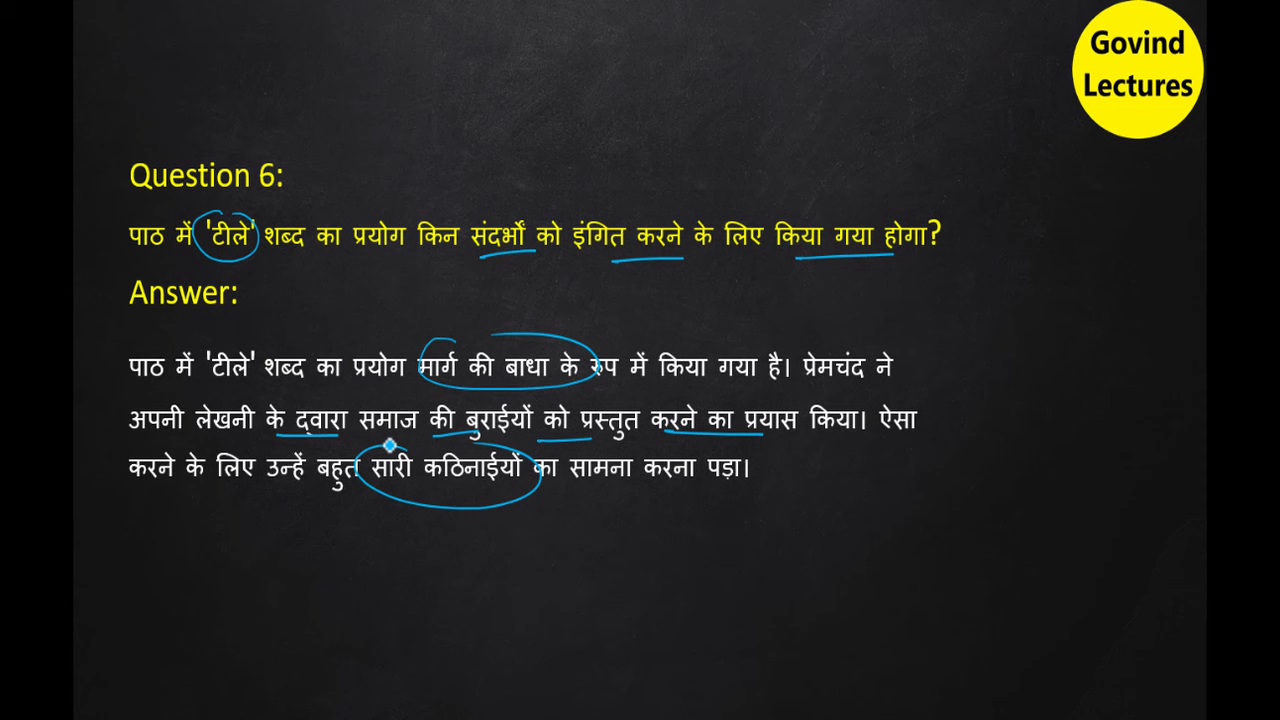 Govind
Lectures
Question 6:
पाठ में 'टीले' शब्द का प्रयोग किन संदर्भों को इंगित करने के लिए किया गया होगा?
Answer:
पाठ में 'टीले' शब्द का प्रयोग मार्ग की बाधा के रुप में किया गया है। प्रेमचंद ने
अपनी लेखनी के द्वारा समाज की बुराईयों को प्रस्तुत करने का प्रयास किया। ऐसा
करने के लिए उन्हें बहुत सारी कठिनाईयों का सामना करना पड़ा।